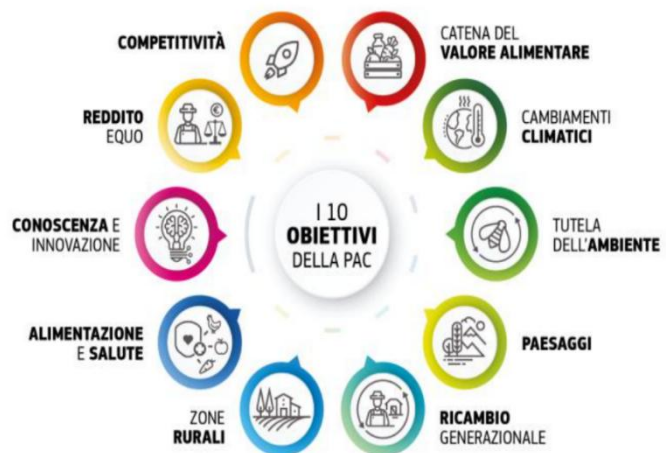 I 10
OBIETTIVI
DELLA PAC
COMPETITIVITÀ
CATENA DEL
VALORE ALIMENTARE
REDDITO
EQUO
CAMBIAMENTI
CLIMATICI
CONOSCENZA E
INNOVAZIONE
TUTELA
DELL'AMBIENTE
ALIMENTAZIONE
E SALUTE
PAESAGGI
ZONE
RURALI
RICAMBIO
GENERAZIONALE
€